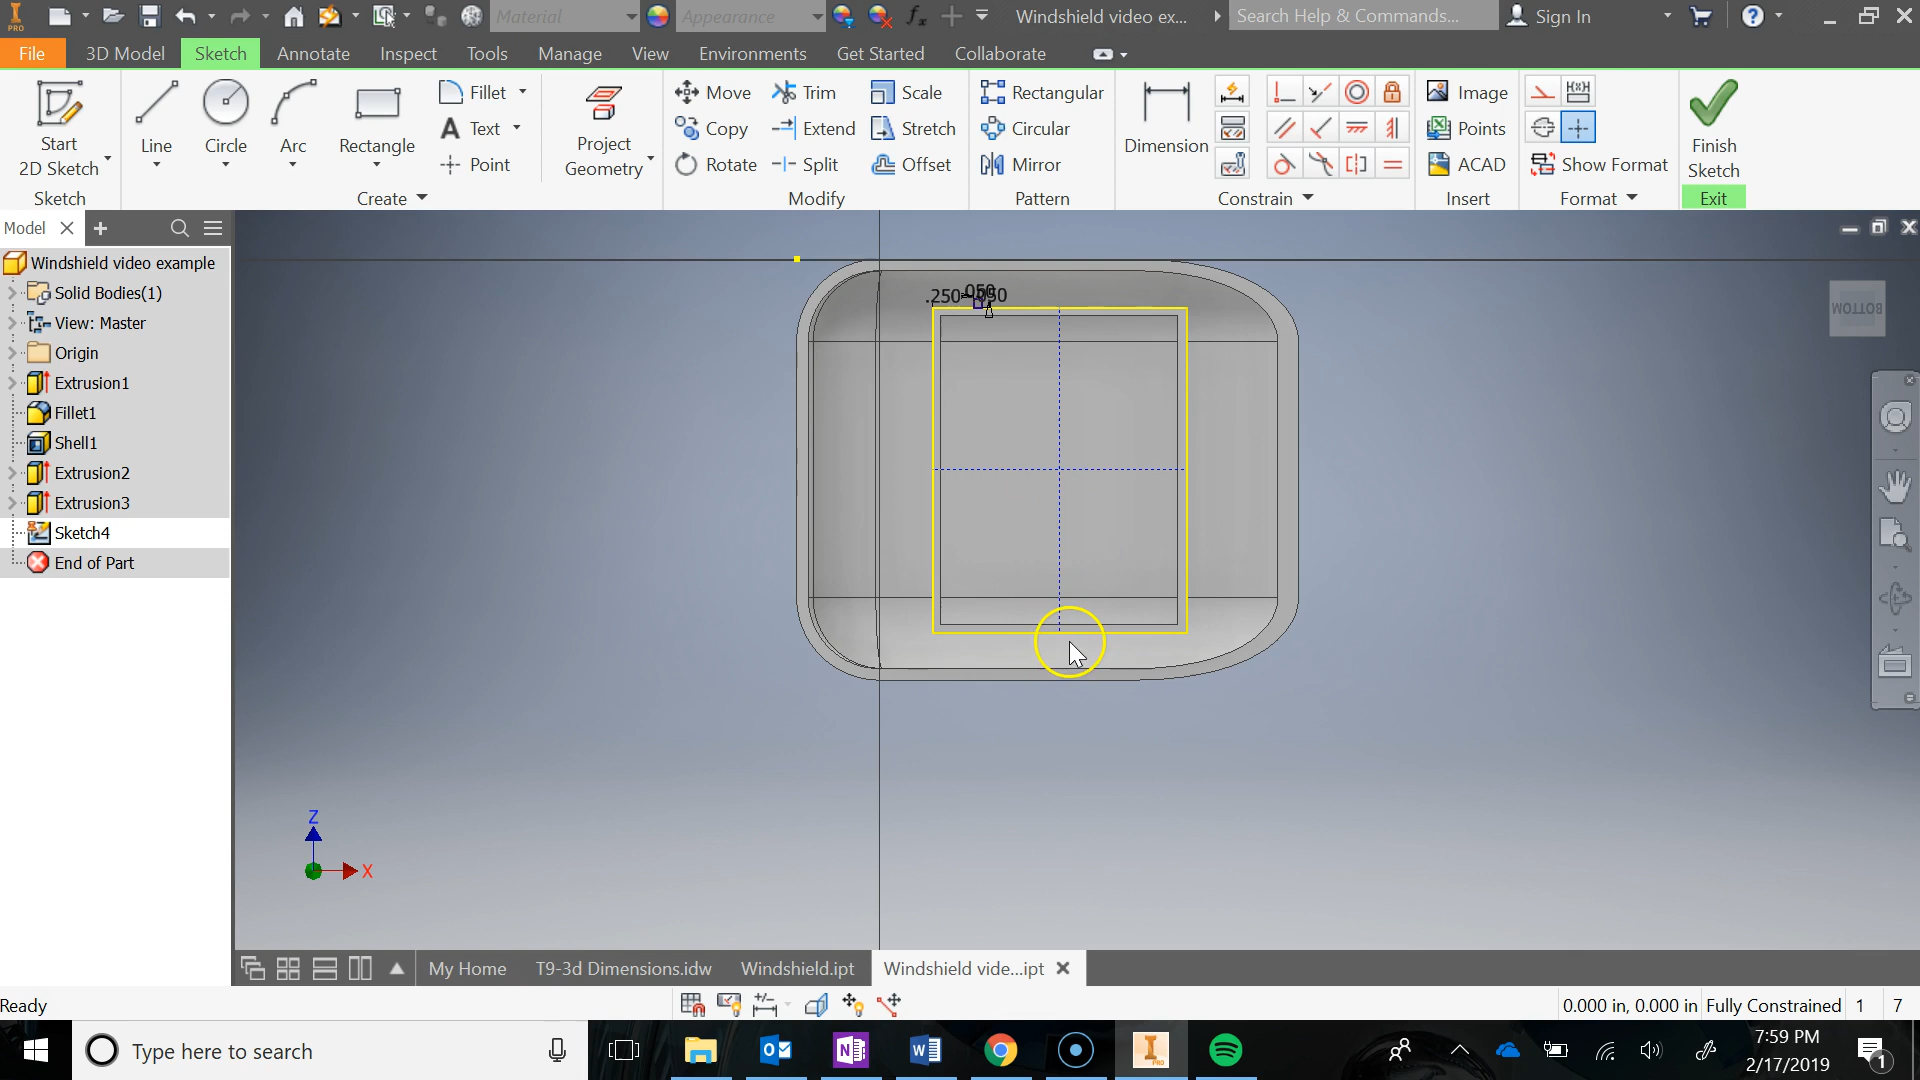 PRO
Material
Appearance
Windshield video ex...
Search Help & Commands...
Sign In
File
3D Model
Sketch
Annotate
Inspect
Tools
Manage
View
Environments
Get Started
Collaborate
Start
2D Sketch
Line
Circle
Arc
Rectangle
Fillet
Text
Point
Project
Geometry
Move
Copy
Rotate
Trim
Extend
Split
Scale
Stretch
Offset
Rectangular
Circular
Mirror
Dimension
Image
Points
ACAD
Show Format
Finish
Sketch
Sketch
Create
Modify
Pattern
Constrain
Insert
Format
Exit
Model
Windshield video example
Solid Bodies(1)
View: Master
Origin
Extrusion1
Fillet1
Shell1
Extrusion2
Extrusion3
Sketch4
End of Part
.250
.050
BOTTOM
Z
X
My Home
T9-3d Dimensions.idw
Windshield.ipt
Windshield vide...ipt
Ready
0.000 in, 0.000 in
Fully Constrained
1
7
Type here to search
7:59 PM
2/17/2019
1